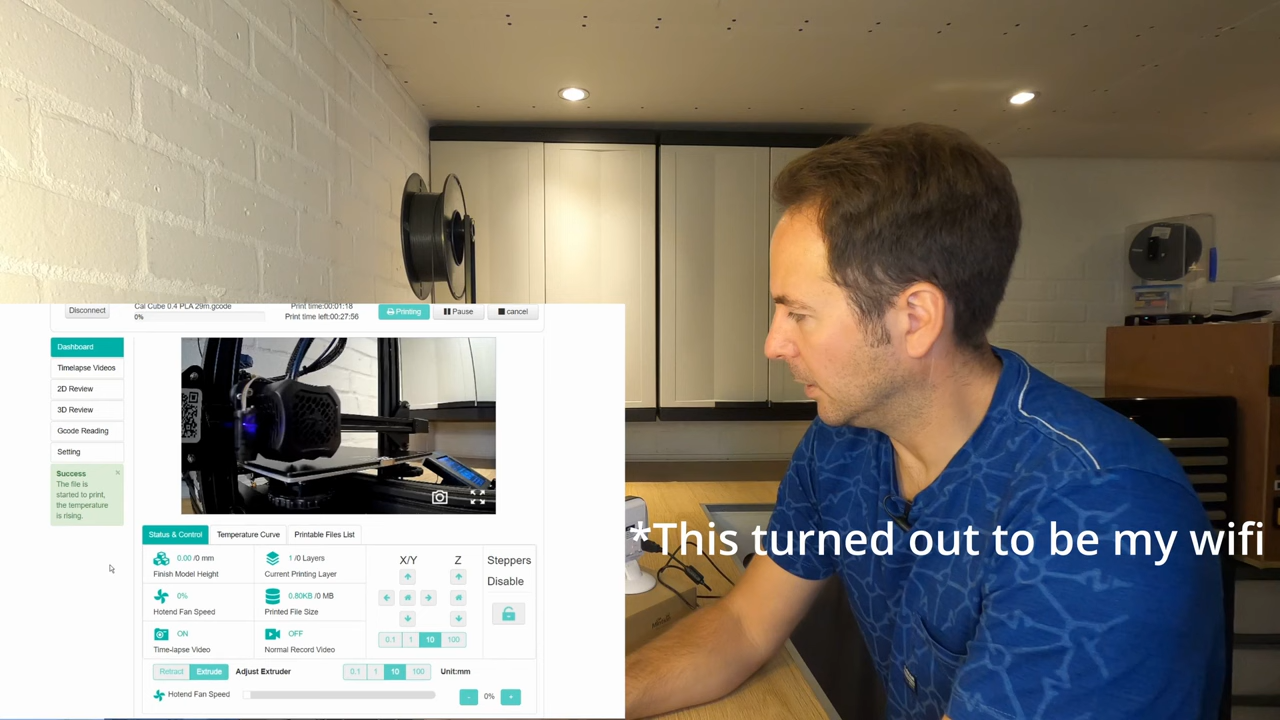 Disconnect
Cal Cube 0.4 PLA 29m.gcode
0%
Print time:00:01:18
Print time left:00:27:56
Printing
Pause
cancel
Dashboard
Timelapse Videos
2D Review
3D Review
Gcode Reading
Setting
Success ×
The file is
started to print,
the temperature
is rising.
Status & Control
Temperature Curve
Printable Files List
0.00 /0 mm
Finish Model Height
1 /0 Layers
Current Printing Layer
0%
Hotend Fan Speed
0.80KB /0 MB
Printed File Size
ON
Time-lapse Video
OFF
Normal Record Video
X/Y
Z
0.1 1 10 100
Steppers
Disable
Retract Extrude Adjust Extruder 0.1 1 10 100 Unit:mm
Hotend Fan Speed - 0% +
*This turned out to be my wifi